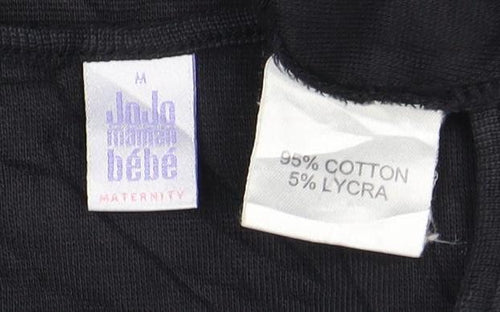 M
JoJo
maman
bébé
MATERNITY
95% COTTON
5% LYCRA